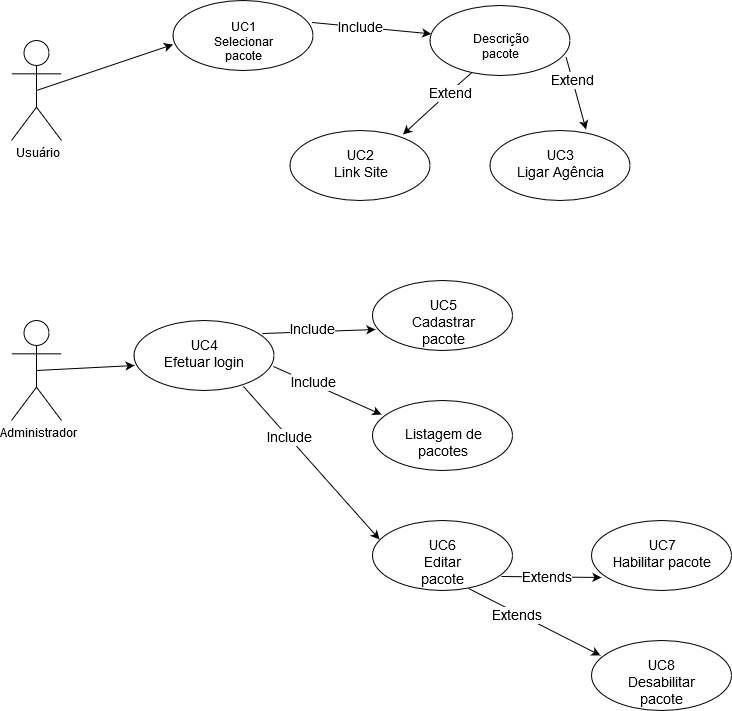 UC1
Selecionar
pacote
Include
Descrição
pacote
Usuário
Extend
Extend
UC2
Link Site
UC3
Ligar Agência
UC5
Cadastrar
pacote
Include
UC4
Efetuar login
Include
Administrador
Listagem de
pacotes
Include
UC6
Editar
pacote
Extends
UC7
Habilitar pacote
Extends
UC8
Desabilitar
pacote